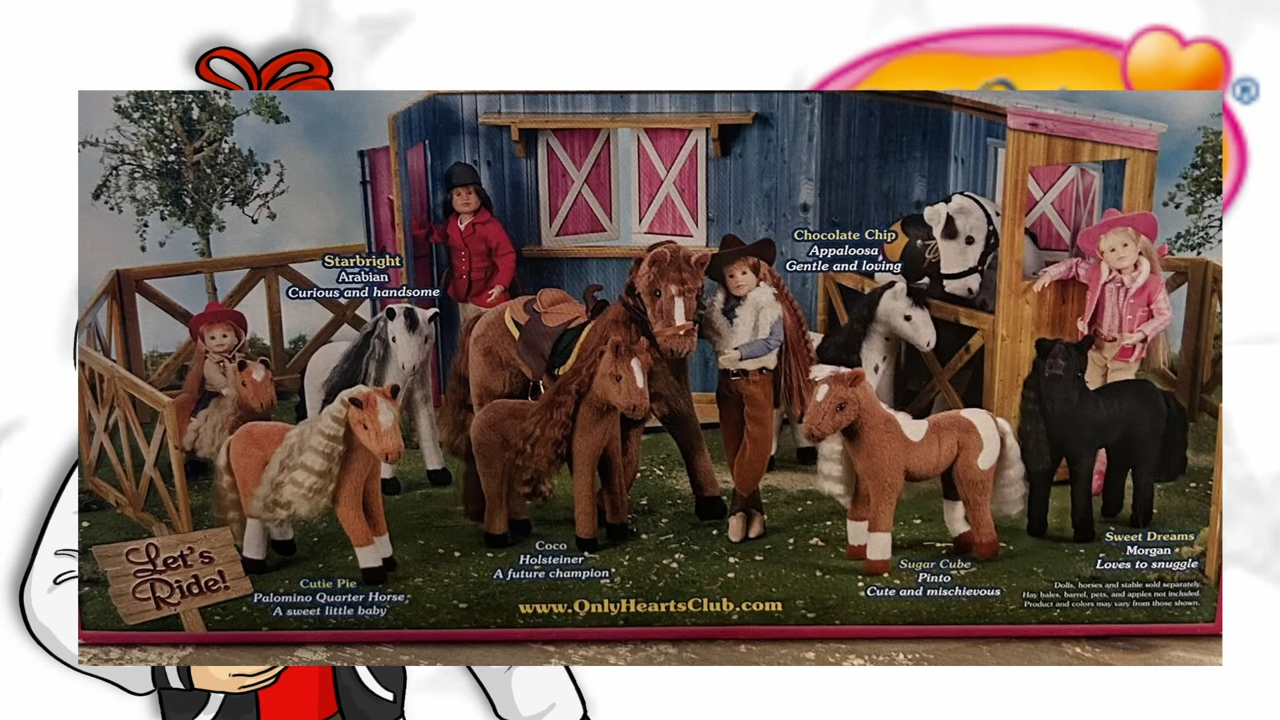 Starbright
Arabian
Curious and handsome
Chocolate Chip
Appaloosa
Gentle and loving
Let's
Ride!
Cutie Pie
Palomino Quarter Horse
A sweet little baby
Coco
Holsteiner
A future champion
www.OnlyHeartsClub.com
Sugar Cube
Pinto
Cute and mischievous
Sweet Dreams
Morgan
Loves to snuggle
Dolls, horses and stable sold separately.
Hay bales, barrel, pets, and apples not included.
Product and colors may vary from those shown.
®